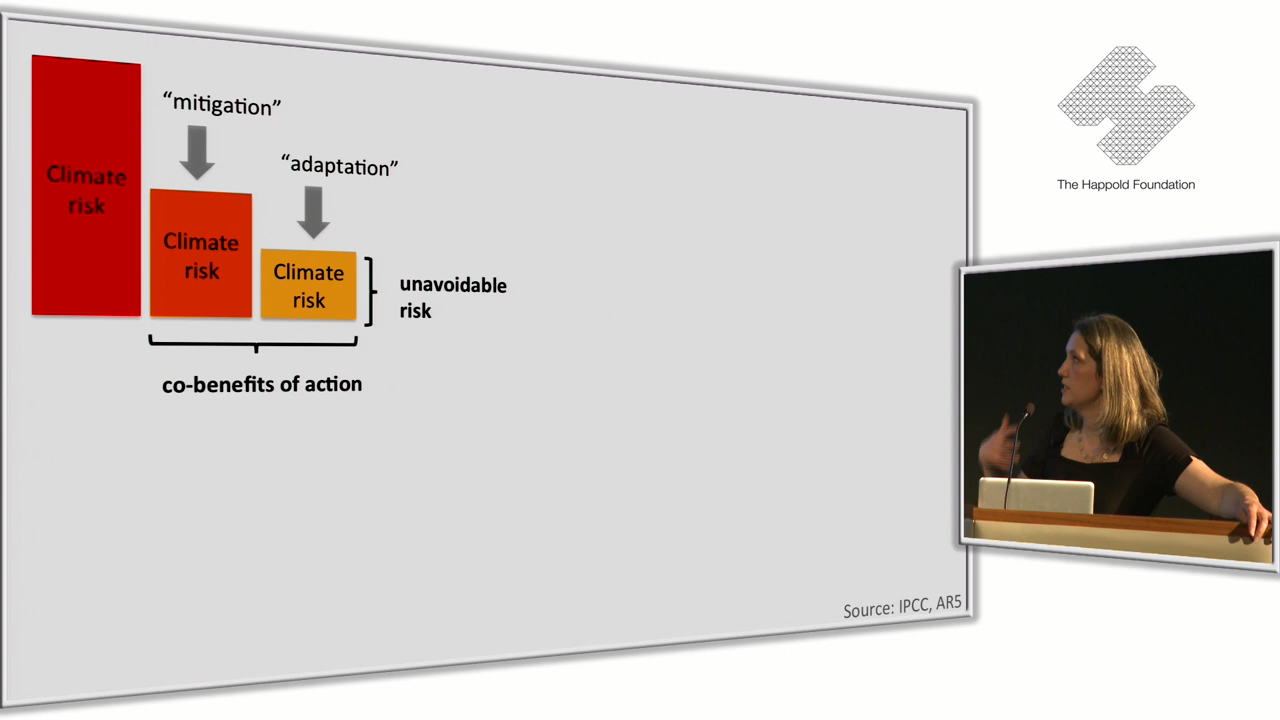 Climate
risk
“mitigation”
Climate
risk
“adaptation”
Climate
risk
unavoidable
risk
co-benefits of action
Source: IPCC, AR5
The Happold Foundation